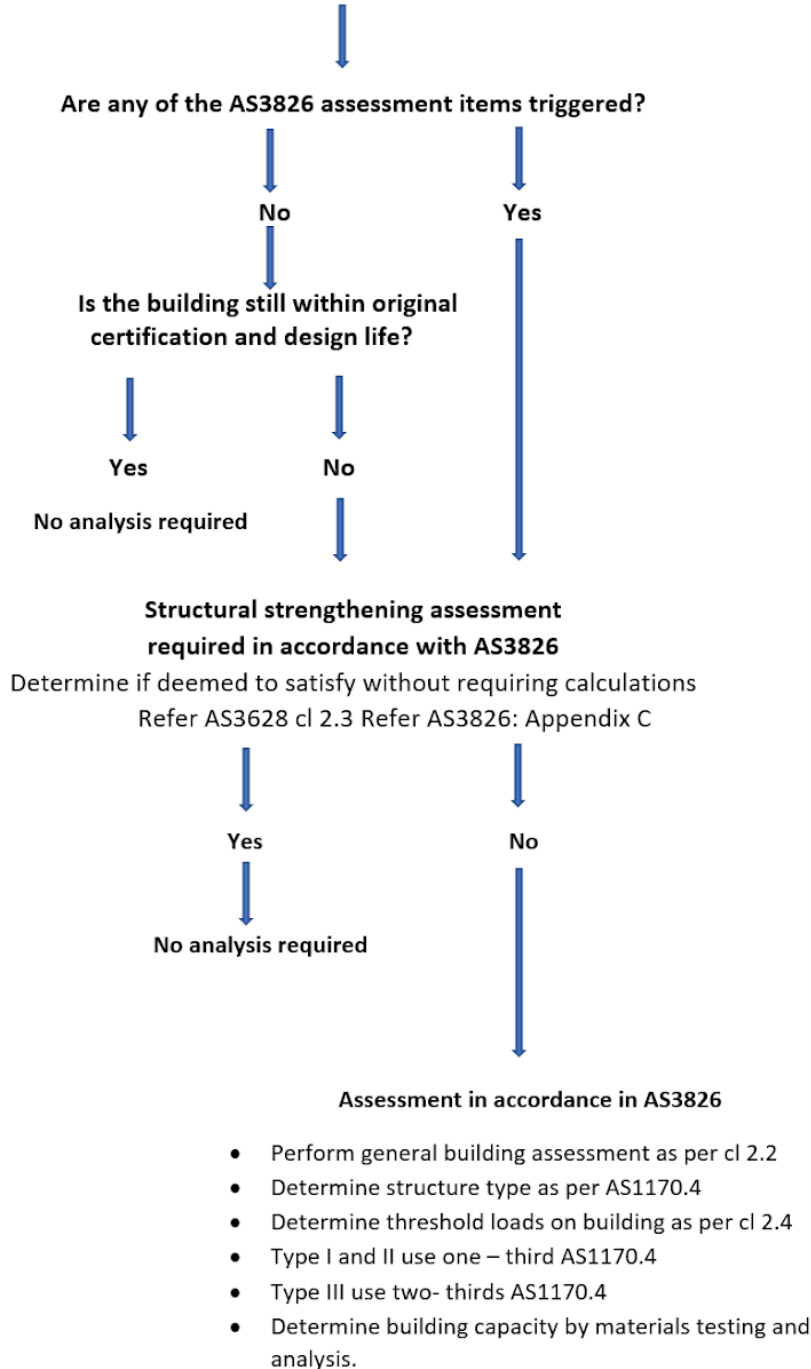 Are any of the AS3826 assessment items triggered?
No
Yes
Is the building still within original
certification and design life?
Yes
No
No analysis required
Structural strengthening assessment
required in accordance with AS3826
Determine if deemed to satisfy without requiring calculations
Refer AS3628 cl 2.3 Refer AS3826: Appendix C
Yes
No
No analysis required
Assessment in accordance in AS3826
• Perform general building assessment as per cl 2.2
• Determine structure type as per AS1170.4
• Determine threshold loads on building as per cl 2.4
• Type I and II use one – third AS1170.4
• Type III use two- thirds AS1170.4
• Determine building capacity by materials testing and
analysis.